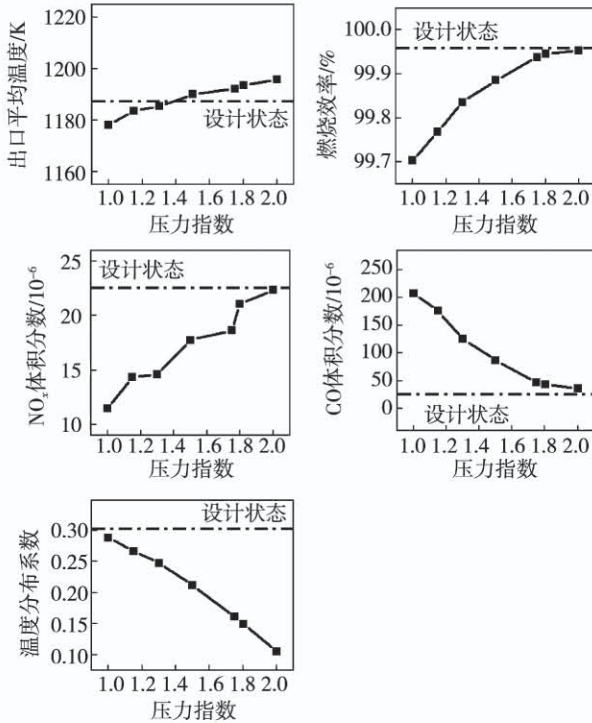 出口平均温度/K
1220
1200
1180
1160
设计状态
1.0 1.2 1.4 1.6 1.8 2.0
压力指数
燃烧效率/%
100.0
99.9
99.8
99.7
设计状态
1.0 1.2 1.4 1.6 1.8 2.0
压力指数
NOx体积分数/10⁻⁶
25
22
15
13
10
设计状态
1.0 1.2 1.4 1.6 1.8 2.0
压力指数
CO体积分数/10⁻⁶
250
200
150
100
50
0
设计状态
1.0 1.2 1.4 1.6 1.8 2.0
压力指数
温度分布系数
0.30
0.25
0.20
0.15
0.10
设计状态
1.0 1.2 1.4 1.6 1.8 2.0
压力指数